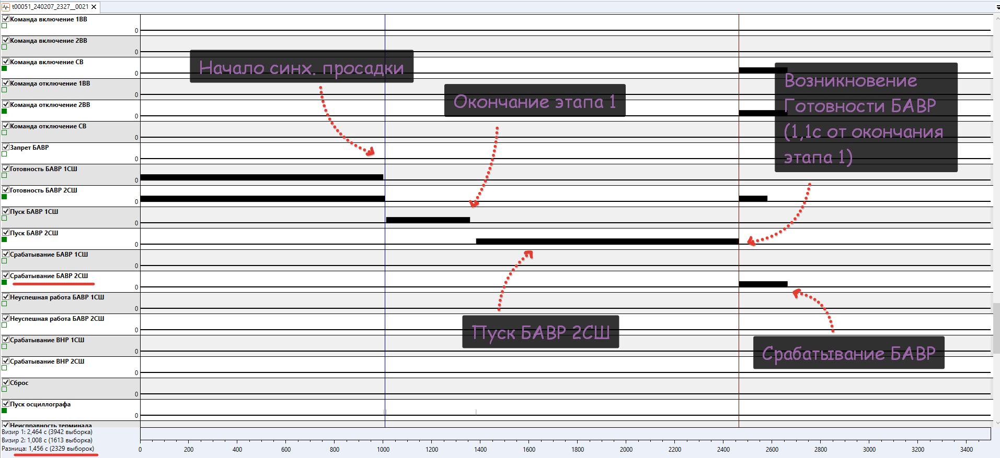 t00051_240207_2327__0021
Команда включение 1ВВ
0
Команда включение 2ВВ
0
Команда включение СВ
0
Команда отключение 1ВВ
0
Команда отключение 2ВВ
0
Команда отключение СВ
0
Запрет БАВР
0
Готовность БАВР 1СШ
0
Готовность БАВР 2СШ
0
Пуск БАВР 1СШ
0
Пуск БАВР 2СШ
0
Срабатывание БАВР 1СШ
0
Срабатывание БАВР 2СШ
0
Неуспешная работа БАВР 1СШ
0
Неуспешная работа БАВР 2СШ
0
Срабатывание ВНР 1СШ
0
Срабатывание ВНР 2СШ
0
Сброс
0
Пуск осциллографа
0
Неисправность терминала
Начало синх. просадки
Окончание этапа 1
Возникновение
Готовности БАВР
(1,1с от окончания
этапа 1)
Пуск БАВР 2СШ
Срабатывание БАВР
Визир 1: 2,464 с (3942 выборка)
Визир 2: 1,008 с (1613 выборка)
Разница: 1,456 с (2329 выборок)
0 200 400 600 800 1000 1200 1400 1600 1800 2000 2200 2400 2600 2800 3000 3200 3400